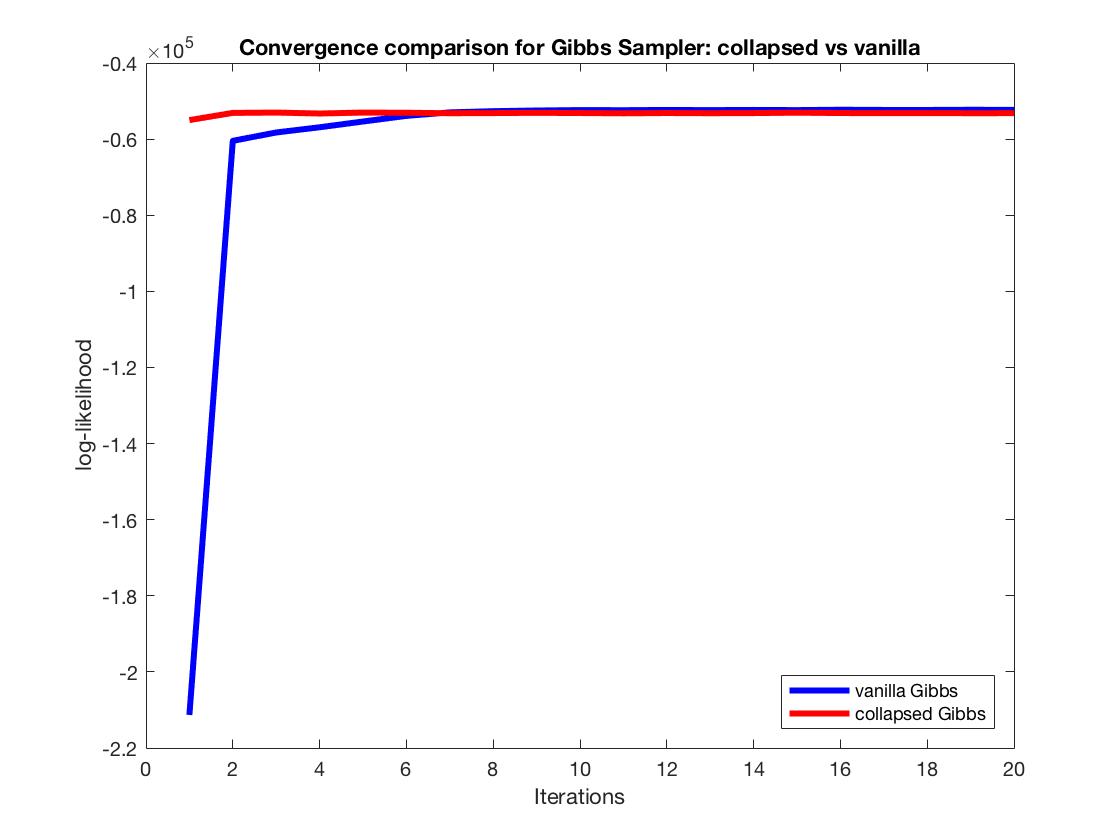 Convergence comparison for Gibbs Sampler: collapsed vs vanilla
×10^5
-0.4
-0.6
-0.8
-1
-1.2
-1.4
-1.6
-1.8
-2
-2.2
log-likelihood
vanilla Gibbs
collapsed Gibbs
0 2 4 6 8 10 12 14 16 18 20
Iterations